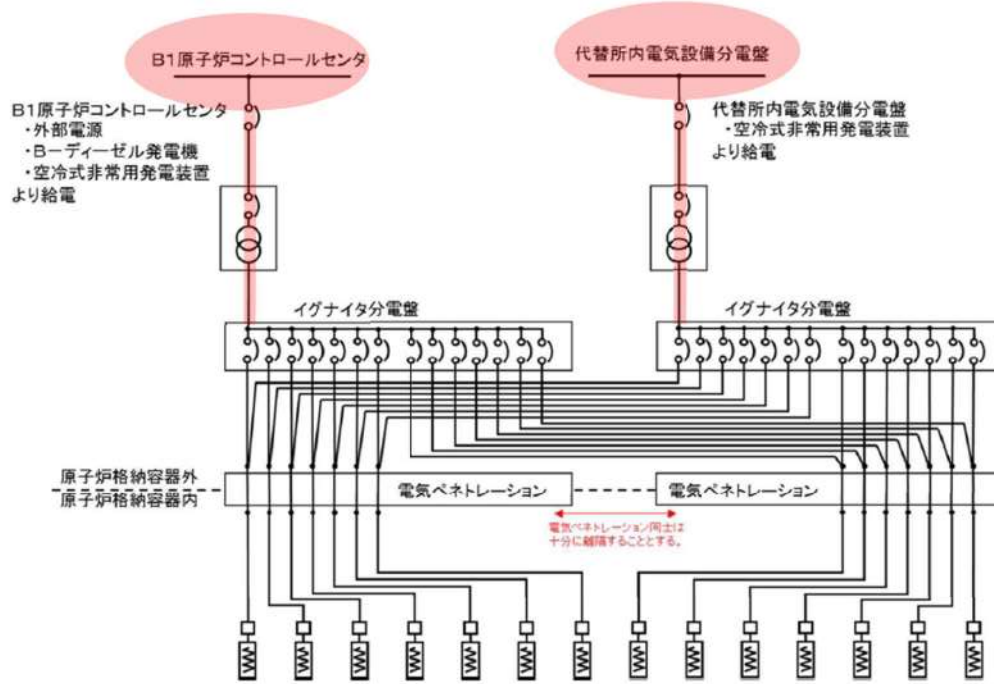 B1原子炉コントロールセンタ
代替所内電気設備分電盤
B1原子炉コントロールセンタ
・外部電源
・B-ディーゼル発電機
・空冷式非常用発電装置
より給電
代替所内電気設備分電盤
・空冷式非常用発電装置
より給電
イグナイタ分電盤
イグナイタ分電盤
原子炉格納容器外
原子炉格納容器内
電気ペネトレーション
電気ペネトレーション
電気ペネトレーション同士は
十分に離隔することとする。